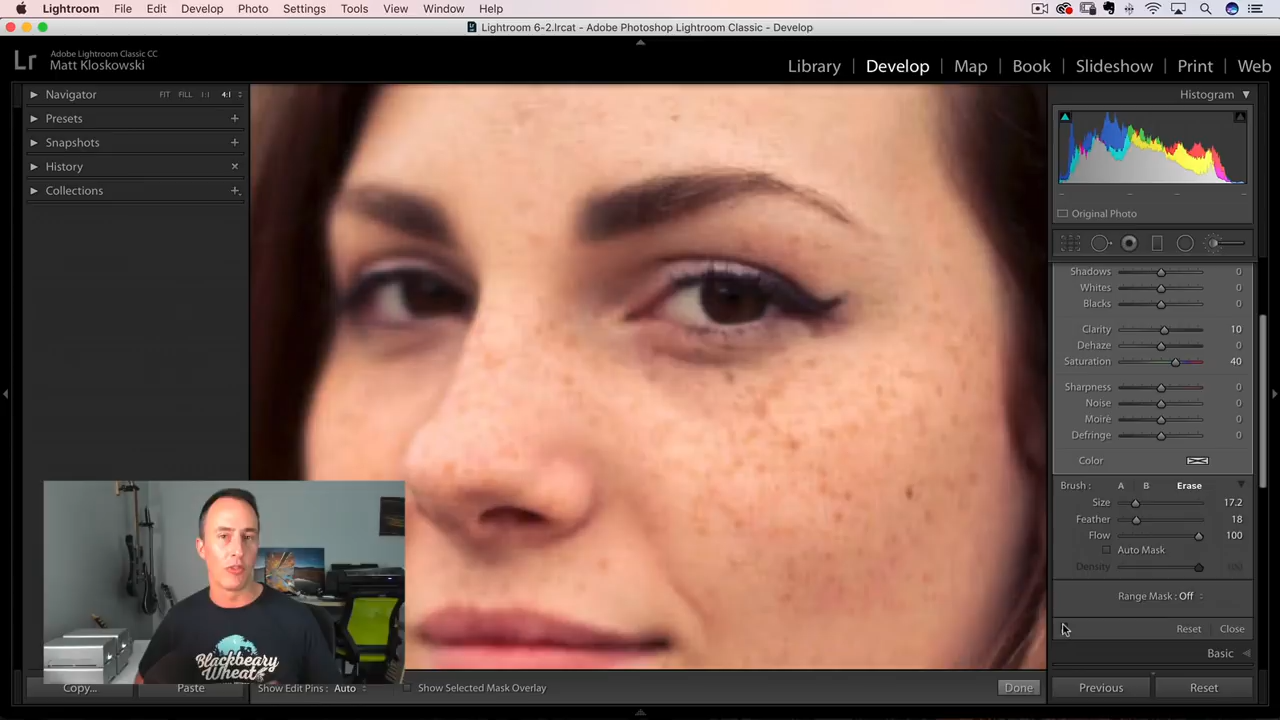 Lightroom File Edit Develop Photo Settings Tools View Window Help
Lightroom 6-2.lrcat - Adobe Photoshop Lightroom Classic - Develop
Lr
Adobe Lightroom Classic CC
Matt Kloskowski
Library | Develop | Map | Book | Slideshow | Print | Web
Navigator FIT FILL 1:1 4:1
Presets
Snapshots
History
Collections
Histogram
Original Photo
Shadows 0
Whites 0
Blacks 0
Clarity 10
Dehaze 0
Saturation 40
Sharpness 0
Noise 0
Moiré 0
Defringe 0
Color
Brush : A B Erase
Size 17.2
Feather 18
Flow 100
Auto Mask
Density 100
Range Mask : Off
Reset Close
Basic
Blackbeary
Wheat
Copy... Paste
Show Edit Pins : Auto Show Selected Mask Overlay Done
Previous Reset